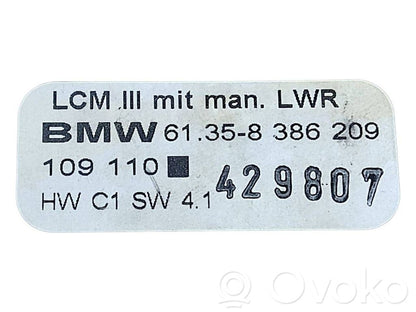 LCM III mit man. LWR
BMW 61.35-8 386 209
109 110■
HW C1 SW 4.1 429807
© Ovoko